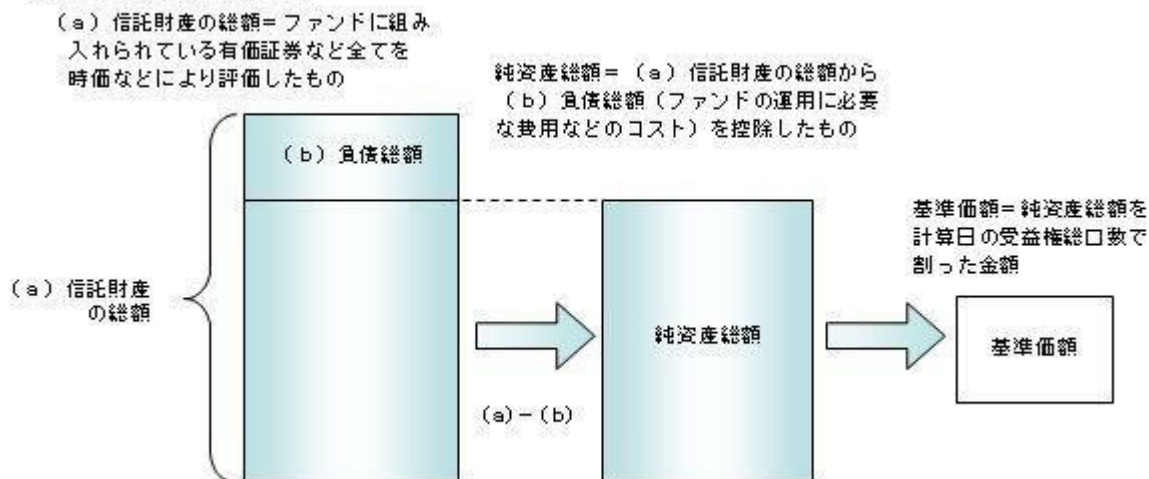 (a)信託財産の総額=ファンドに組み
入れられている有価証券など全てを
時価などにより評価したもの
純資産総額=(a)信託財産の総額から
(b)負債総額(ファンドの運用に必要
な費用などのコスト)を控除したもの
(b)負債総額
基準価額=純資産総額を
計算日の受益権総口数で
割った金額
(a)信託財産
の総額
純資産総額
基準価額
(a)-(b)